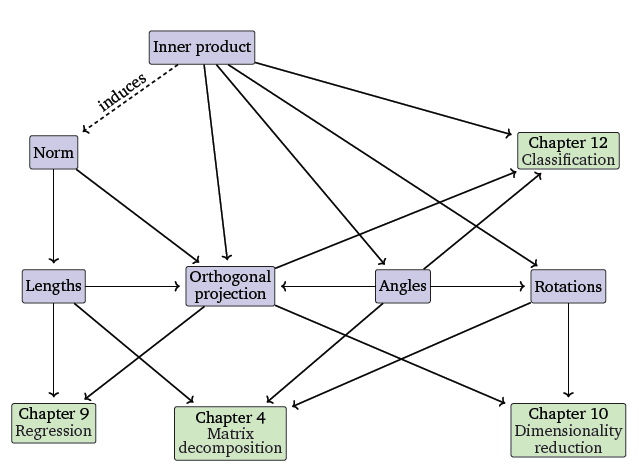 Inner product
induces
Norm
Chapter 12
Classification
Lengths
Orthogonal
projection
Angles
Rotations
Chapter 9
Regression
Chapter 4
Matrix
decomposition
Chapter 10
Dimensionality
reduction